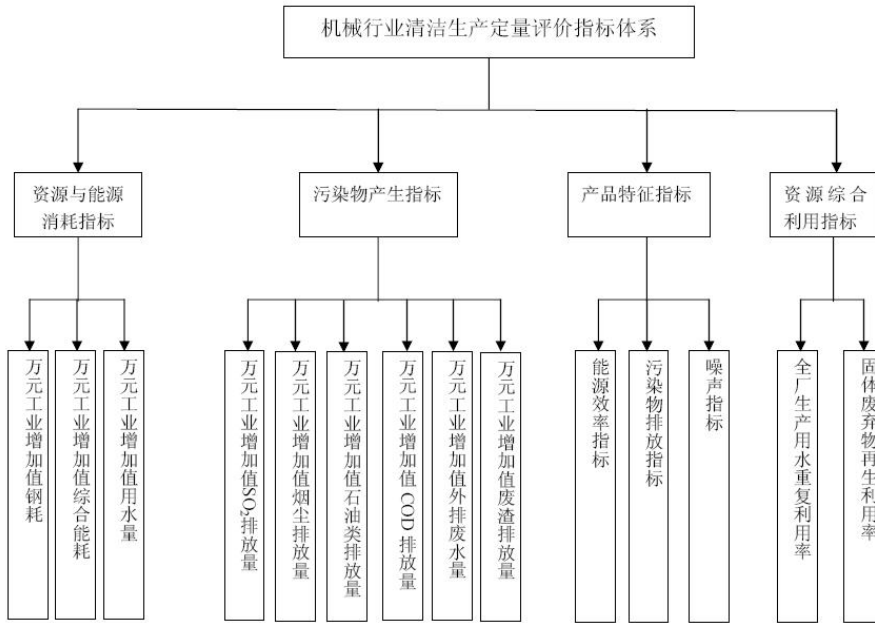 机械行业清洁生产定量评价指标体系
资源与能源
消耗指标
污染物产生指标
产品特征指标
资源综合
利用指标
万元工业增加值钢耗
万元工业增加值综合能耗
万元工业增加值用水量
万元工业增加值SO₂排放量
万元工业增加值烟尘排放量
万元工业增加值石油类排放量
万元工业增加值 COD 排放量
万元工业增加值外排废水量
万元工业增加值废渣排放量
能源效率指标
污染物排放指标
噪声指标
全厂生产用水重复利用率
固体废弃物再生利用率